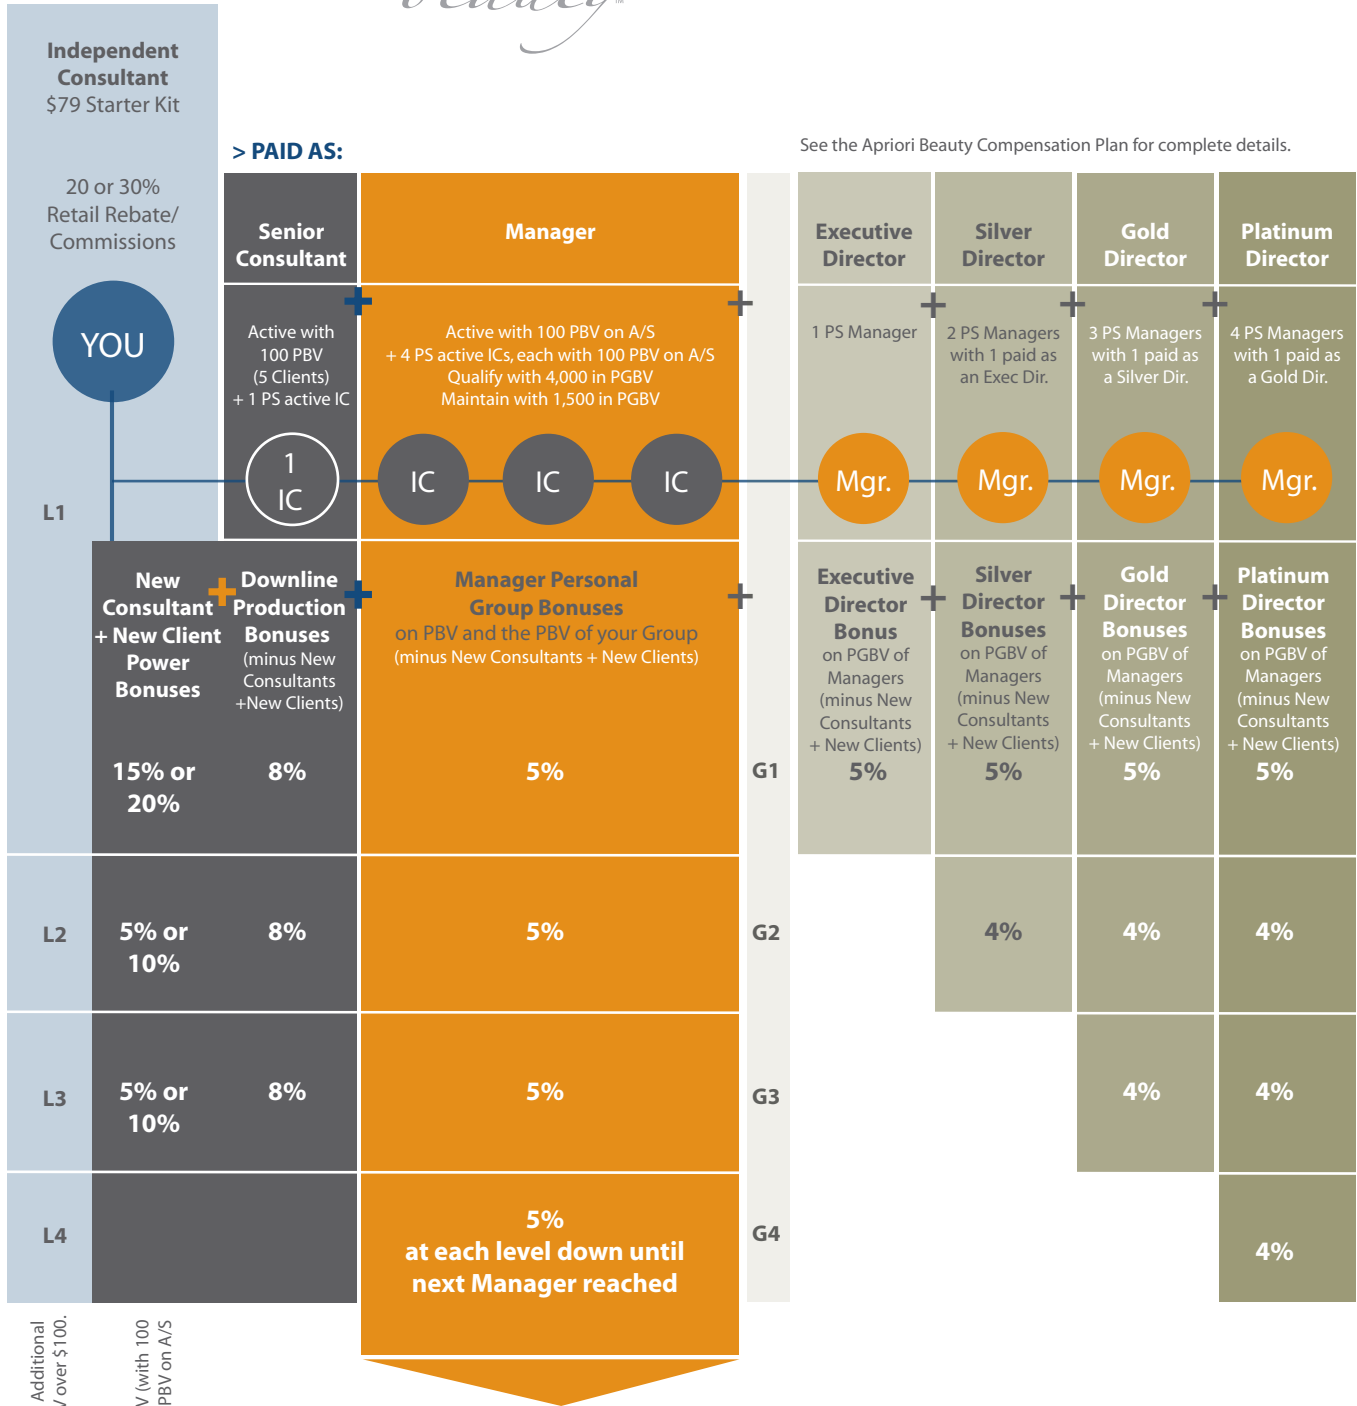 beauty
TM
Independent
Consultant
$79 Starter Kit
20 or 30%
Retail Rebate/
Commissions
YOU
> PAID AS:
See the Apriori Beauty Compensation Plan for complete details.
Senior
Consultant
Manager
Executive
Director
Silver
Director
Gold
Director
Platinum
Director
+
+
+
+
+
Active with
100 PBV
(5 Clients)
+ 1 PS active IC
Active with 100 PBV on A/S
+ 4 PS active ICs, each with 100 PBV on A/S
Qualify with 4,000 in PGBV
Maintain with 1,500 in PGBV
1 PS Manager
2 PS Managers
with 1 paid as
an Exec Dir.
3 PS Managers
with 1 paid as
a Silver Dir.
4 PS Managers
with 1 paid as
a Gold Dir.
L1
1
IC
IC
IC
IC
Mgr.
Mgr.
Mgr.
Mgr.
New
Consultant
+ New Client
Power
Bonuses
+
Downline
Production
Bonuses
(minus New
Consultants
+New Clients)
+
Manager Personal
Group Bonuses
on PBV and the PBV of your Group
(minus New Consultants + New Clients)
+
Executive
Director
Bonus
on PGBV of
Managers
(minus New
Consultants
+ New Clients)
+
Silver
Director
Bonuses
on PGBV of
Managers
(minus New
Consultants
+ New Clients)
+
Gold
Director
Bonuses
on PGBV of
Managers
(minus New
Consultants
+ New Clients)
+
Platinum
Director
Bonuses
on PGBV of
Managers
(minus New
Consultants
+ New Clients)
15% or
20%
8%
5%
G1
5%
5%
5%
5%
L2
5% or
10%
8%
5%
G2
4%
4%
4%
L3
5% or
10%
8%
5%
G3
4%
4%
L4
5%
at each level down until
next Manager reached
G4
4%
Additional
over $100.
(with 100
PBV on A/S